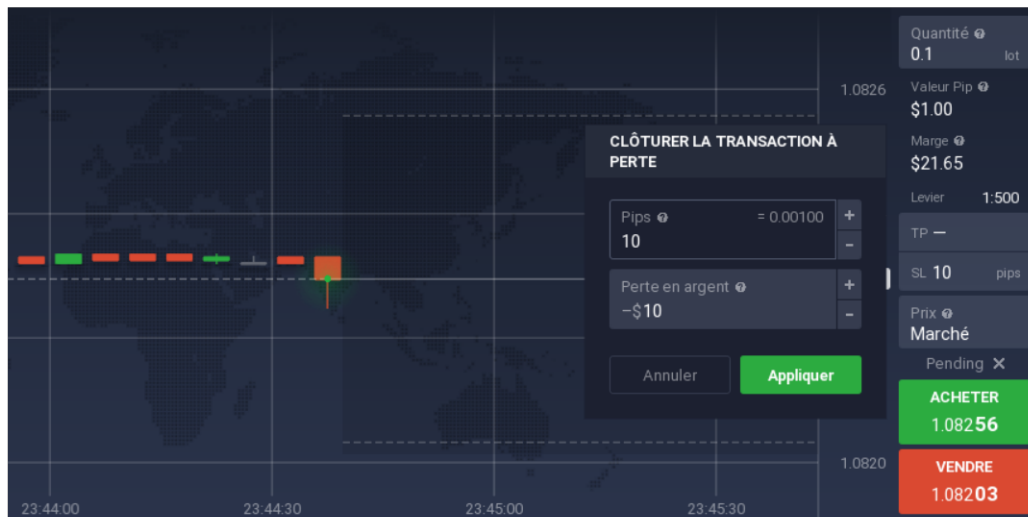 1.0826
1.0820
23:44:00
23:44:30
23:45:00
23:45:30
CLÔTURER LA TRANSACTION À
PERTE
Pips = 0.00100
10
+
-
Perte en argent
−$10
+
-
Annuler
Appliquer
Quantité
0.1 lot
Valeur Pip
$1.00
Marge
$21.65
Levier 1:500
TP —
SL 10 pips
Prix
Marché
Pending ✕
ACHETER
1.08256
VENDRE
1.08203